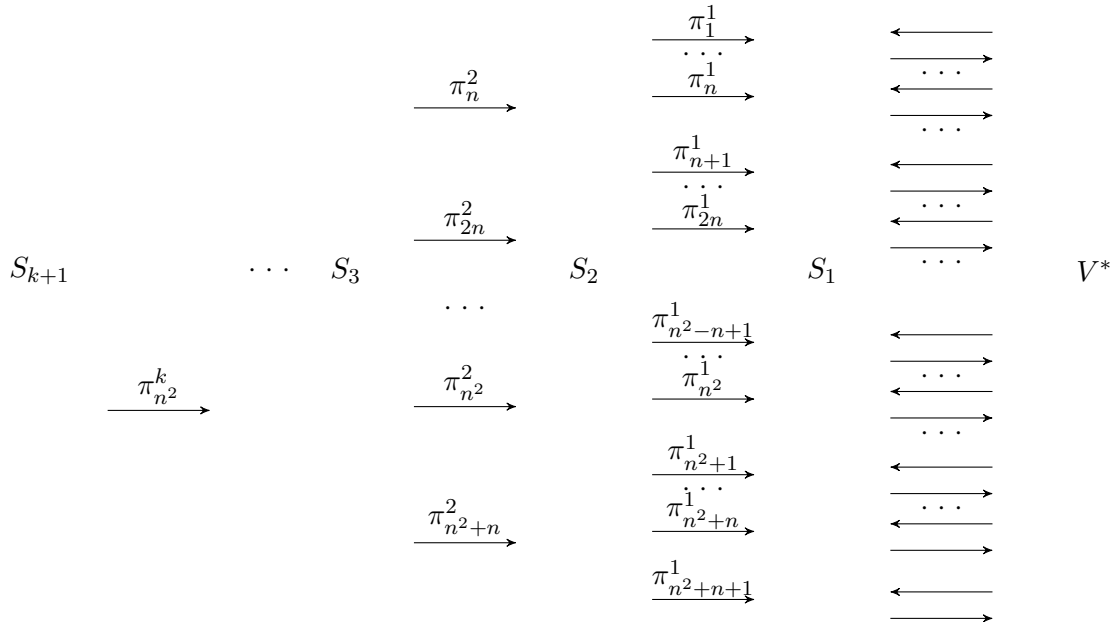 π_1^1
· · ·
π_n^2 π_n^1 · · ·
· · ·
π_{n+1}^1
· · ·
π_{2n}^2 π_{2n}^1 · · ·
S_{k+1} · · · S_3 S_2 S_1 · · · V^*
· · ·
π_{n^2-n+1}^1
· · ·
π_{n^2}^k π_{n^2}^2 π_{n^2}^1 · · ·
· · ·
π_{n^2+1}^1
· · ·
π_{n^2+n}^2 π_{n^2+n}^1 · · ·
π_{n^2+n+1}^1